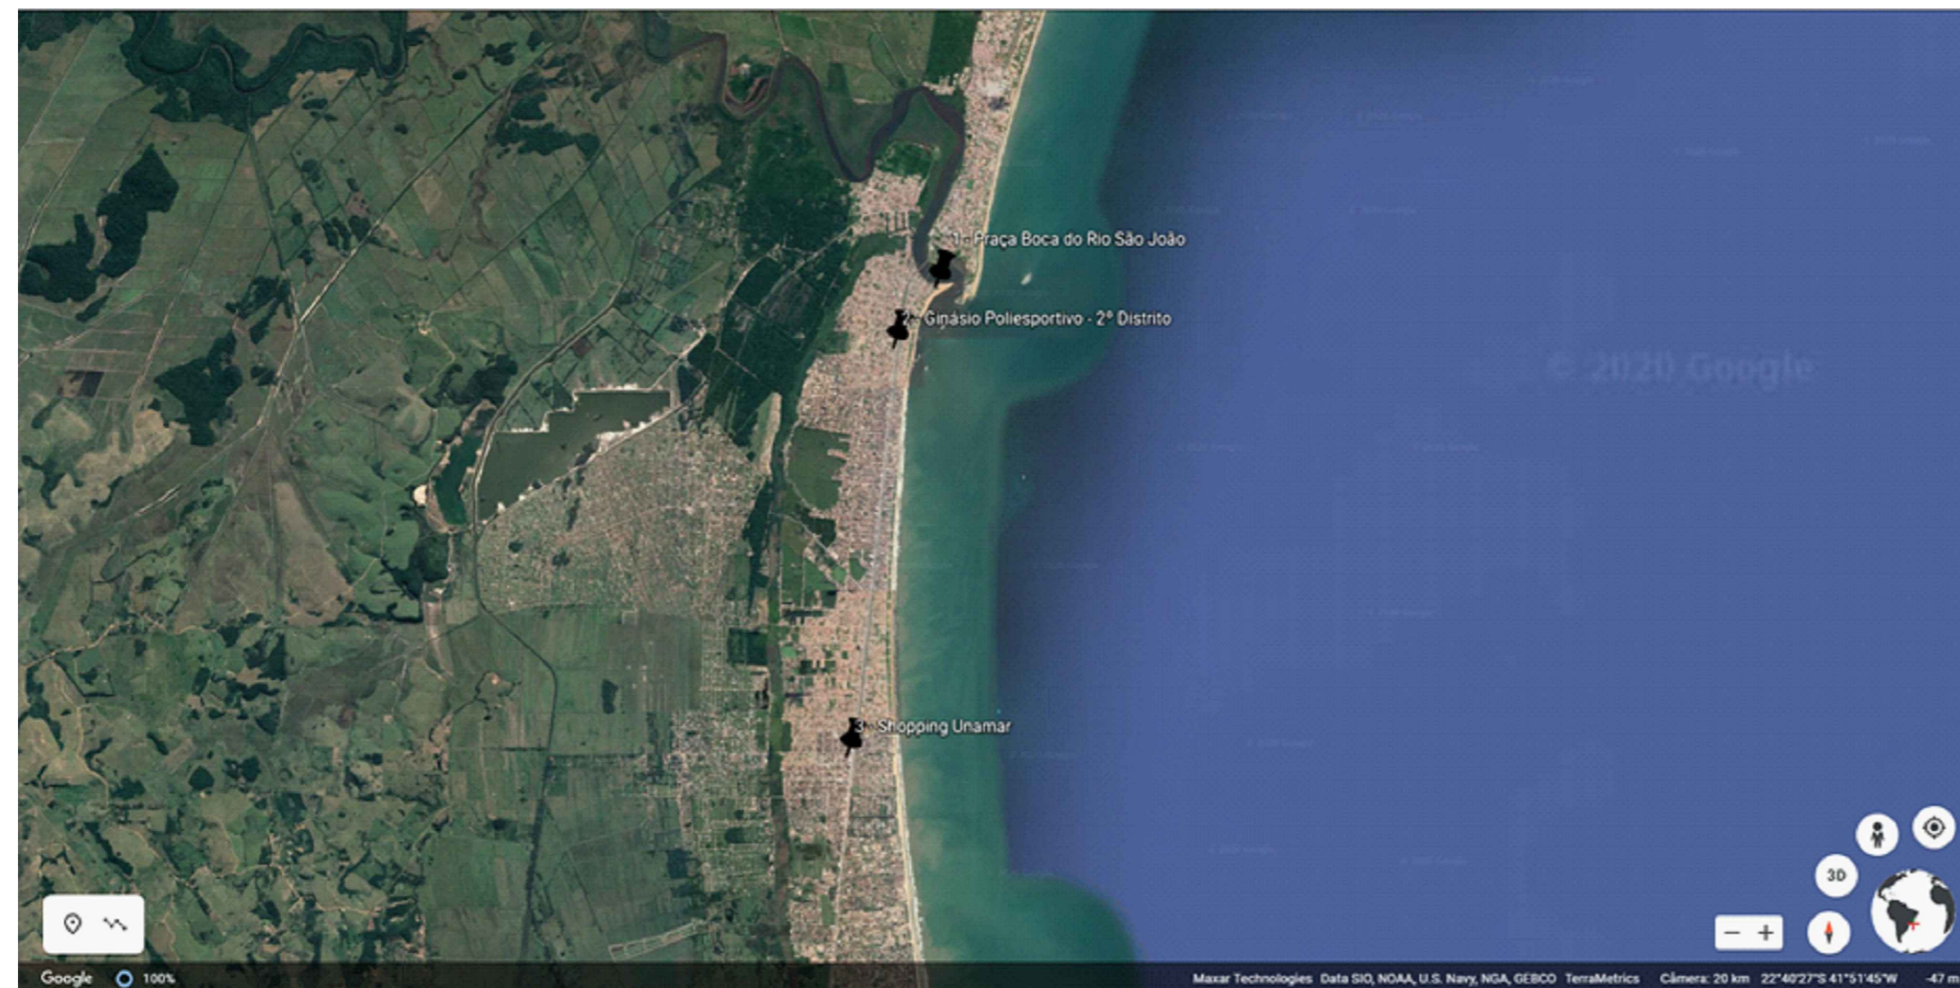 1 - Praça Boca do Rio São João
2 - Ginásio Poliesportivo - 2º Distrito
© 2020 Google
3 - Shopping Unamar
3D
Google 100% Maxar Technologies Data SIO, NOAA, U.S. Navy, NGA, GEBCO TerraMetrics Câmera: 20 km 22°40'27"S 41°51'45"W -47 m